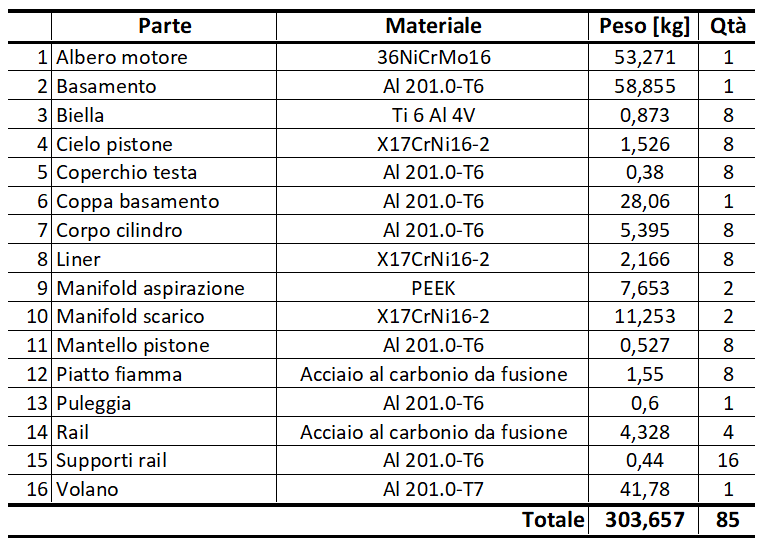 Parte Materiale Peso [kg] Qtà
1 Albero motore 36NiCrMo16 53,271 1
2 Basamento Al 201.0-T6 58,855 1
3 Biella Ti 6 Al 4V 0,873 8
4 Cielo pistone X17CrNi16-2 1,526 8
5 Coperchio testa Al 201.0-T6 0,38 8
6 Coppa basamento Al 201.0-T6 28,06 1
7 Corpo cilindro Al 201.0-T6 5,395 8
8 Liner X17CrNi16-2 2,166 8
9 Manifold aspirazione PEEK 7,653 2
10 Manifold scarico X17CrNi16-2 11,253 2
11 Mantello pistone Al 201.0-T6 0,527 8
12 Piatto fiamma Acciaio al carbonio da fusione 1,55 8
13 Puleggia Al 201.0-T6 0,6 1
14 Rail Acciaio al carbonio da fusione 4,328 4
15 Supporti rail Al 201.0-T6 0,44 16
16 Volano Al 201.0-T7 41,78 1
Totale 303,657 85